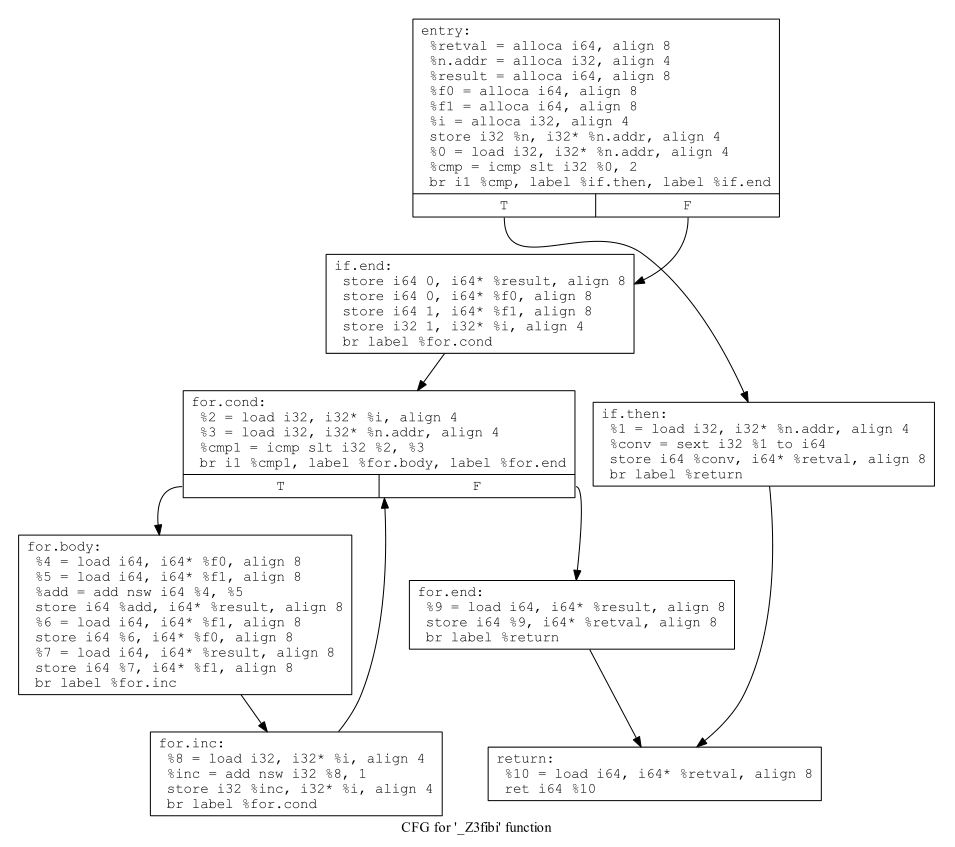 entry:
%retval = alloca i64, align 8
%n.addr = alloca i32, align 4
%result = alloca i64, align 8
%f0 = alloca i64, align 8
%f1 = alloca i64, align 8
%i = alloca i32, align 4
store i32 %n, i32* %n.addr, align 4
%0 = load i32, i32* %n.addr, align 4
%cmp = icmp slt i32 %0, 2
br i1 %cmp, label %if.then, label %if.end
T F
if.end:
store i64 0, i64* %result, align 8
store i64 0, i64* %f0, align 8
store i64 1, i64* %f1, align 8
store i32 1, i32* %i, align 4
br label %for.cond
for.cond:
%2 = load i32, i32* %i, align 4
%3 = load i32, i32* %n.addr, align 4
%cmp1 = icmp slt i32 %2, %3
br i1 %cmp1, label %for.body, label %for.end
T F
if.then:
%1 = load i32, i32* %n.addr, align 4
%conv = sext i32 %1 to i64
store i64 %conv, i64* %retval, align 8
br label %return
for.body:
%4 = load i64, i64* %f0, align 8
%5 = load i64, i64* %f1, align 8
%add = add nsw i64 %4, %5
store i64 %add, i64* %result, align 8
%6 = load i64, i64* %f1, align 8
store i64 %6, i64* %f0, align 8
%7 = load i64, i64* %result, align 8
store i64 %7, i64* %f1, align 8
br label %for.inc
for.end:
%9 = load i64, i64* %result, align 8
store i64 %9, i64* %retval, align 8
br label %return
for.inc:
%8 = load i32, i32* %i, align 4
%inc = add nsw i32 %8, 1
store i32 %inc, i32* %i, align 4
br label %for.cond
return:
%10 = load i64, i64* %retval, align 8
ret i64 %10
CFG for '_Z3fibi' function